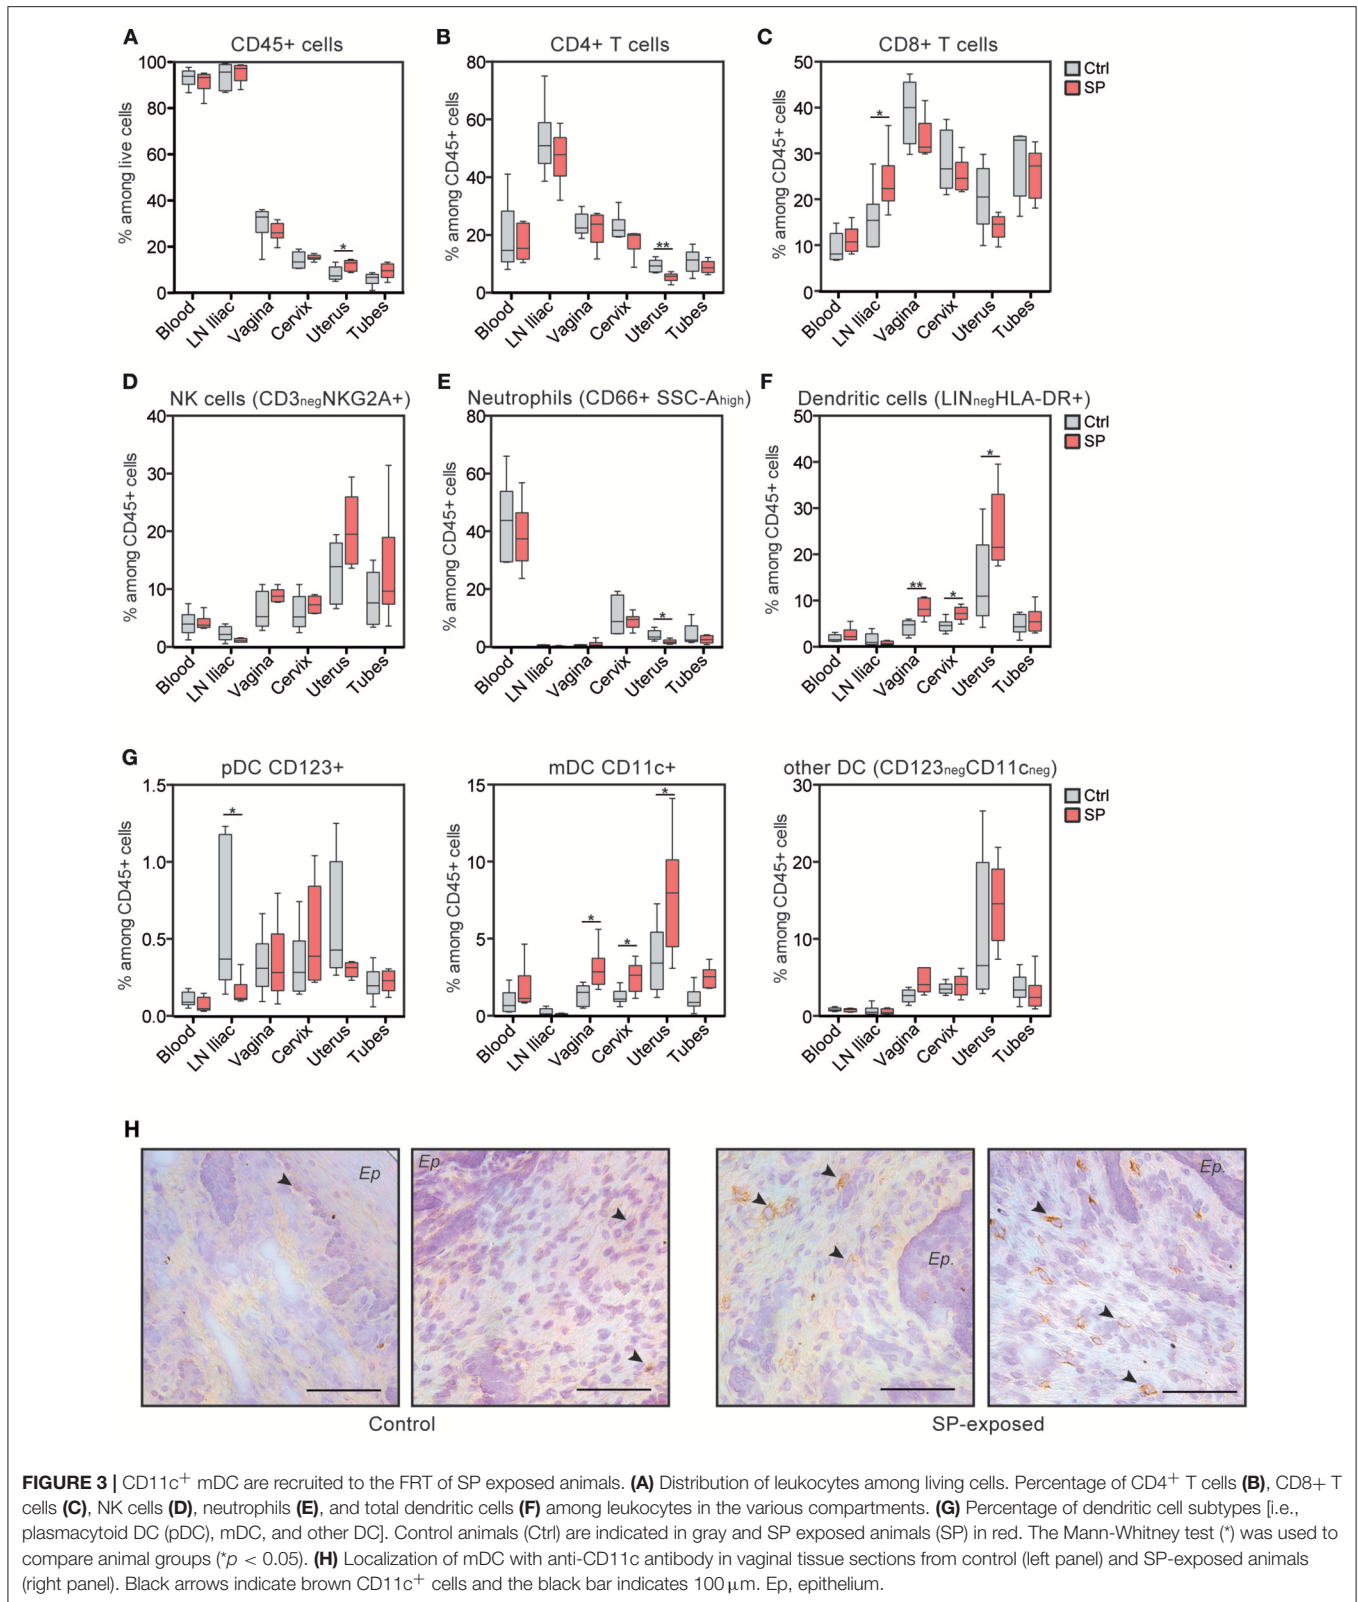 A
CD45+ cells
% among live cells
100
80
60
40
20
0
*
Blood
LN Iliac
Vagina
Cervix
Uterus
Tubes
B
CD4+ T cells
% among CD45+ cells
80
60
40
20
0
**
Blood
LN Iliac
Vagina
Cervix
Uterus
Tubes
C
CD8+ T cells
% among CD45+ cells
50
40
30
20
10
0
*
Blood
LN Iliac
Vagina
Cervix
Uterus
Tubes
Ctrl
SP
D
NK cells (CD3negNKG2A+)
% among CD45+ cells
40
30
20
10
0
Blood
LN Iliac
Vagina
Cervix
Uterus
Tubes
E
Neutrophils (CD66+ SSC-Ahigh)
% among CD45+ cells
80
60
40
20
0
*
Blood
LN Iliac
Vagina
Cervix
Uterus
Tubes
F
Dendritic cells (LINnegHLA-DR+)
% among CD45+ cells
50
40
30
20
10
0
**
*
*
Blood
LN Iliac
Vagina
Cervix
Uterus
Tubes
Ctrl
SP
G
pDC CD123+
% among CD45+ cells
1.5
1.0
0.5
0.0
*
Blood
LN Iliac
Vagina
Cervix
Uterus
Tubes
mDC CD11c+
% among CD45+ cells
15
10
5
0
*
*
*
Blood
LN Iliac
Vagina
Cervix
Uterus
Tubes
other DC (CD123negCD11cneg)
% among CD45+ cells
30
20
10
0
Blood
LN Iliac
Vagina
Cervix
Uterus
Tubes
Ctrl
SP
H
Ep
Ep
Ep.
Ep.
Control
SP-exposed
FIGURE 3 | CD11c+ mDC are recruited to the FRT of SP exposed animals. (A) Distribution of leukocytes among living cells. Percentage of CD4+ T cells (B), CD8+ T
cells (C), NK cells (D), neutrophils (E), and total dendritic cells (F) among leukocytes in the various compartments. (G) Percentage of dendritic cell subtypes [i.e.,
plasmacytoid DC (pDC), mDC, and other DC]. Control animals (Ctrl) are indicated in gray and SP exposed animals (SP) in red. The Mann-Whitney test (*) was used to
compare animal groups (*p < 0.05). (H) Localization of mDC with anti-CD11c antibody in vaginal tissue sections from control (left panel) and SP-exposed animals
(right panel). Black arrows indicate brown CD11c+ cells and the black bar indicates 100 µm. Ep, epithelium.